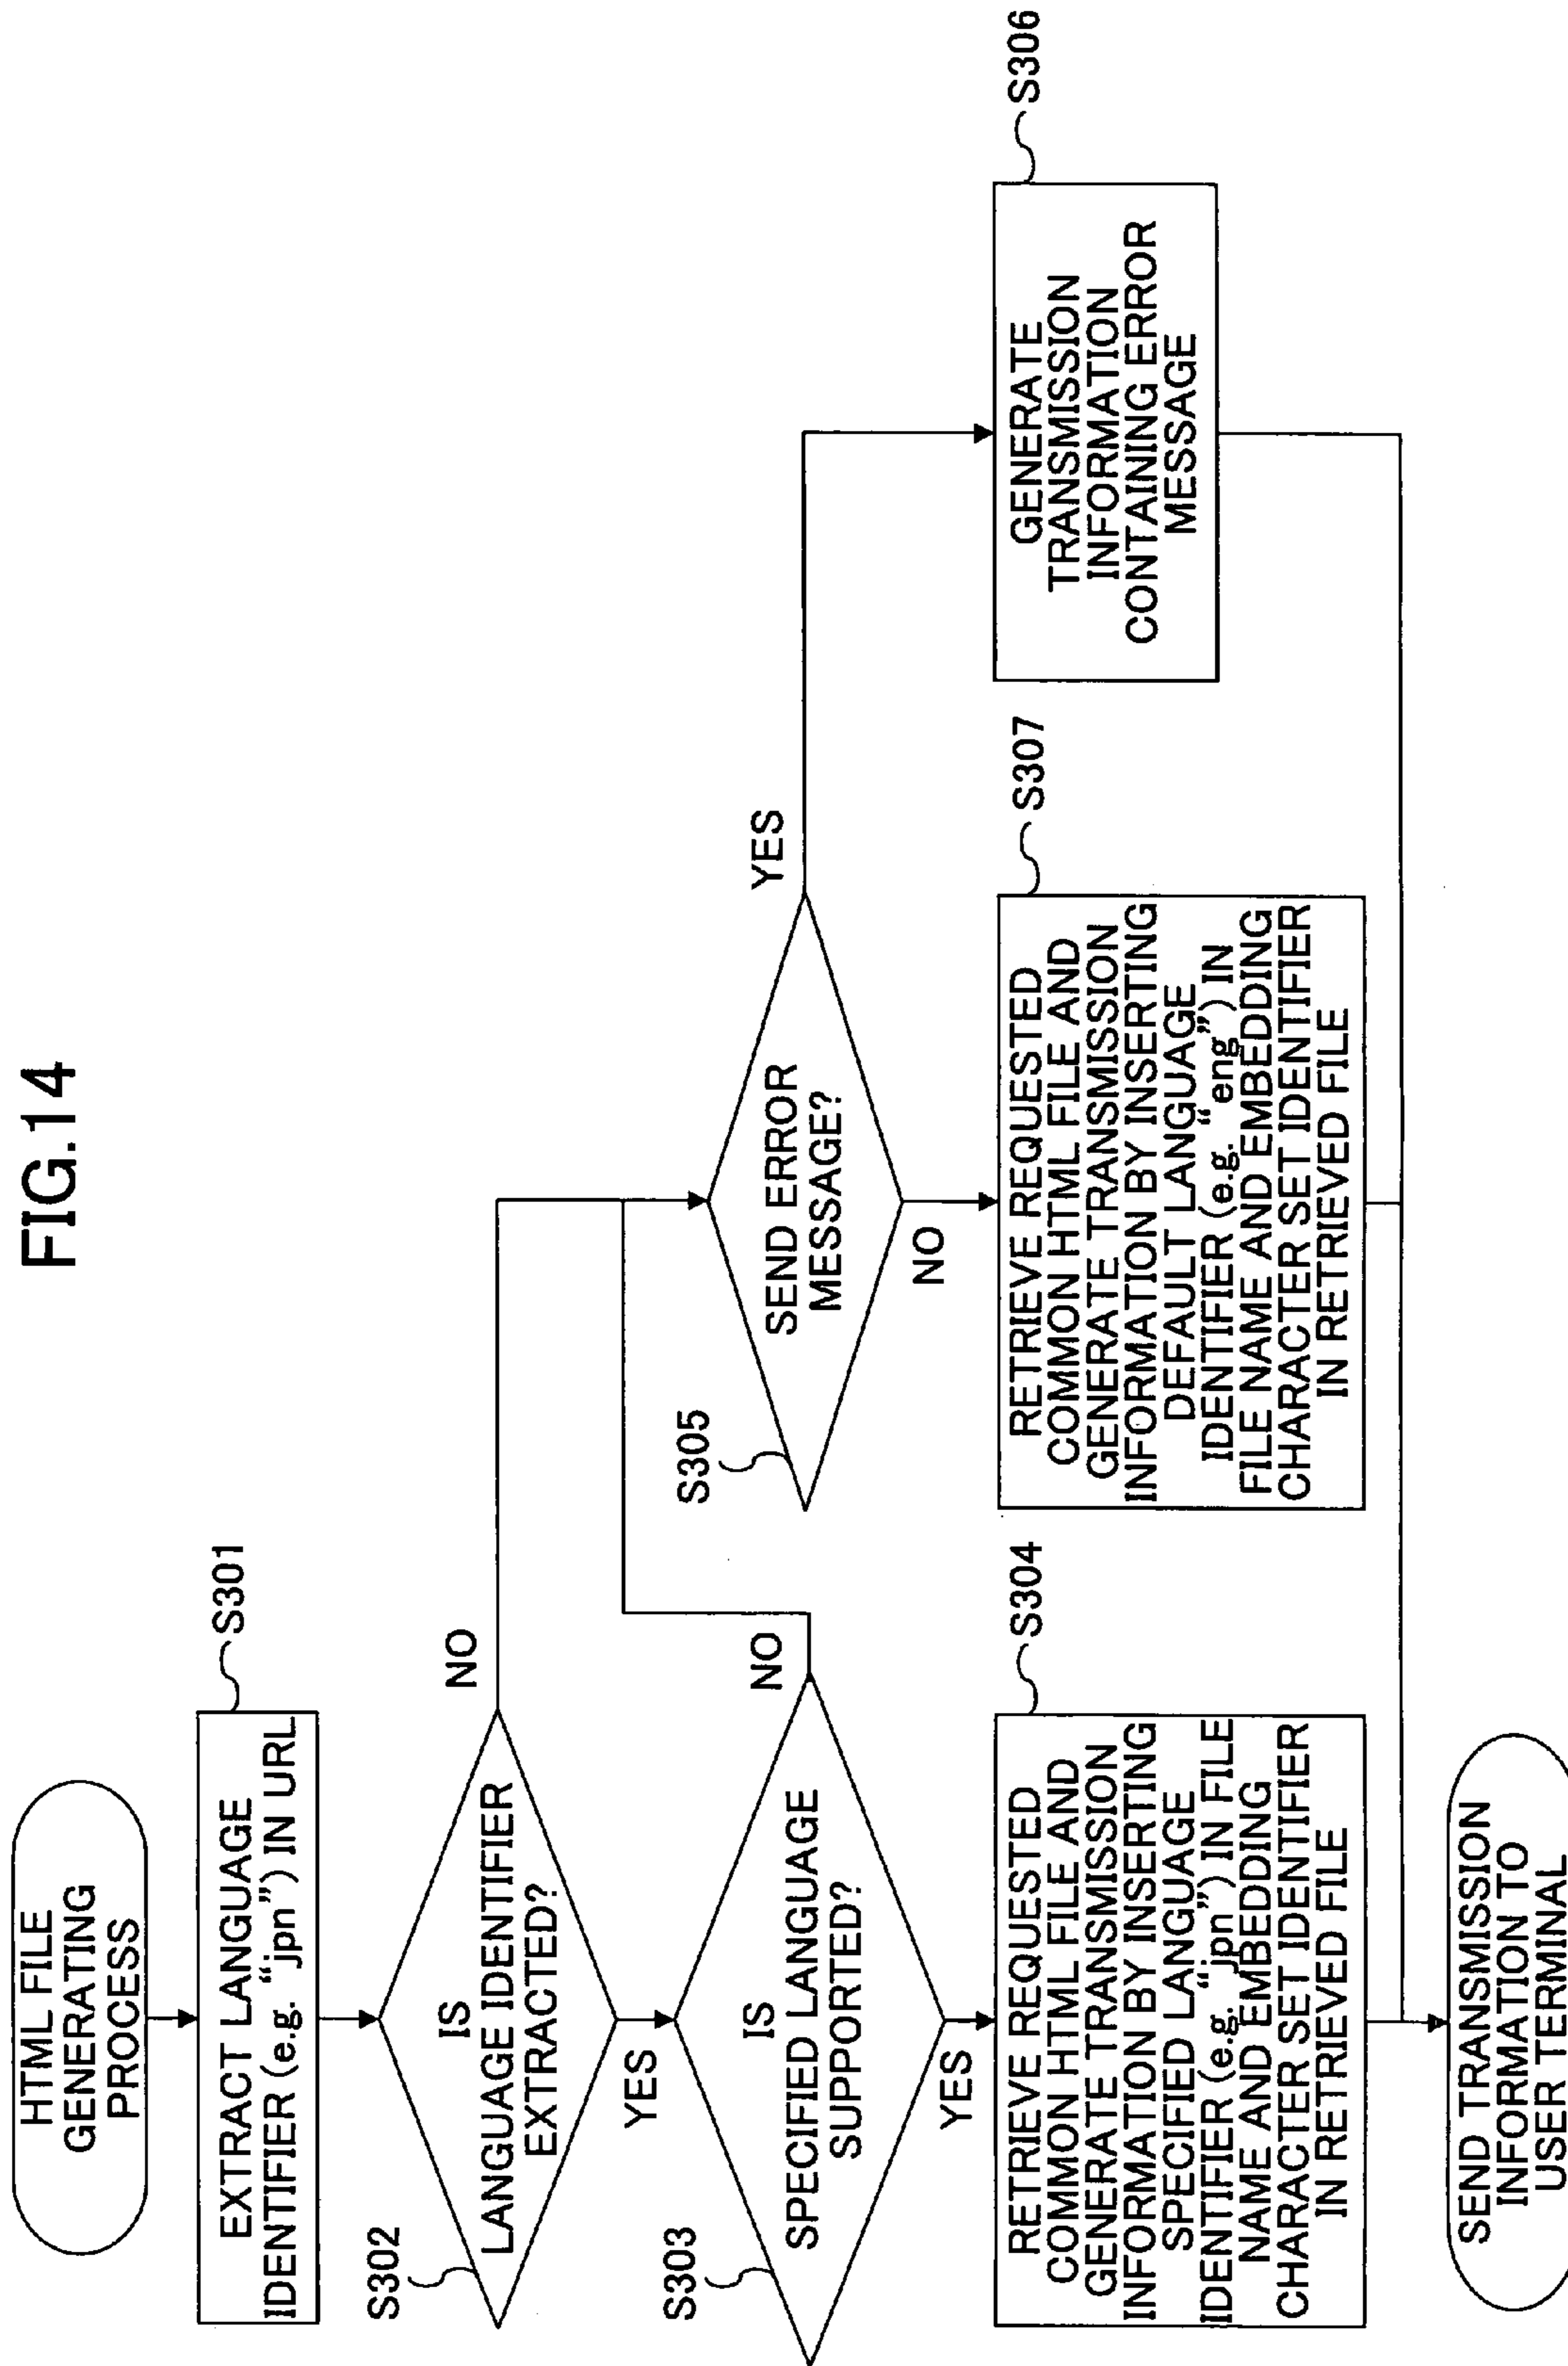 FIG.14
HTML FILE
GENERATING
PROCESS
S301
EXTRACT LANGUAGE
IDENTIFIER (e.g. “jpn”) IN URL
S302
IS
LANGUAGE IDENTIFIER
EXTRACTED?
NO
YES
S303
IS
SPECIFIED LANGUAGE
SUPPORTED?
NO
YES
S304
RETRIEVE REQUESTED
COMMON HTML FILE AND
GENERATE TRANSMISSION
INFORMATION BY INSERTING
SPECIFIED LANGUAGE
IDENTIFIER (e.g. “jpn”) IN FILE
NAME AND EMBEDDING
CHARACTER SET IDENTIFIER
IN RETRIEVED FILE
S305
SEND ERROR
MESSAGE?
YES
NO
S307
RETRIEVE REQUESTED
COMMON HTML FILE AND
GENERATE TRANSMISSION
INFORMATION BY INSERTING
DEFAULT LANGUAGE
IDENTIFIER (e.g. “eng”) IN
FILE NAME AND EMBEDDING
CHARACTER SET IDENTIFIER
IN RETRIEVED FILE
S306
GENERATE
TRANSMISSION
INFORMATION
CONTAINING ERROR
MESSAGE
SEND TRANSMISSION
INFORMATION TO
USER TERMINAL